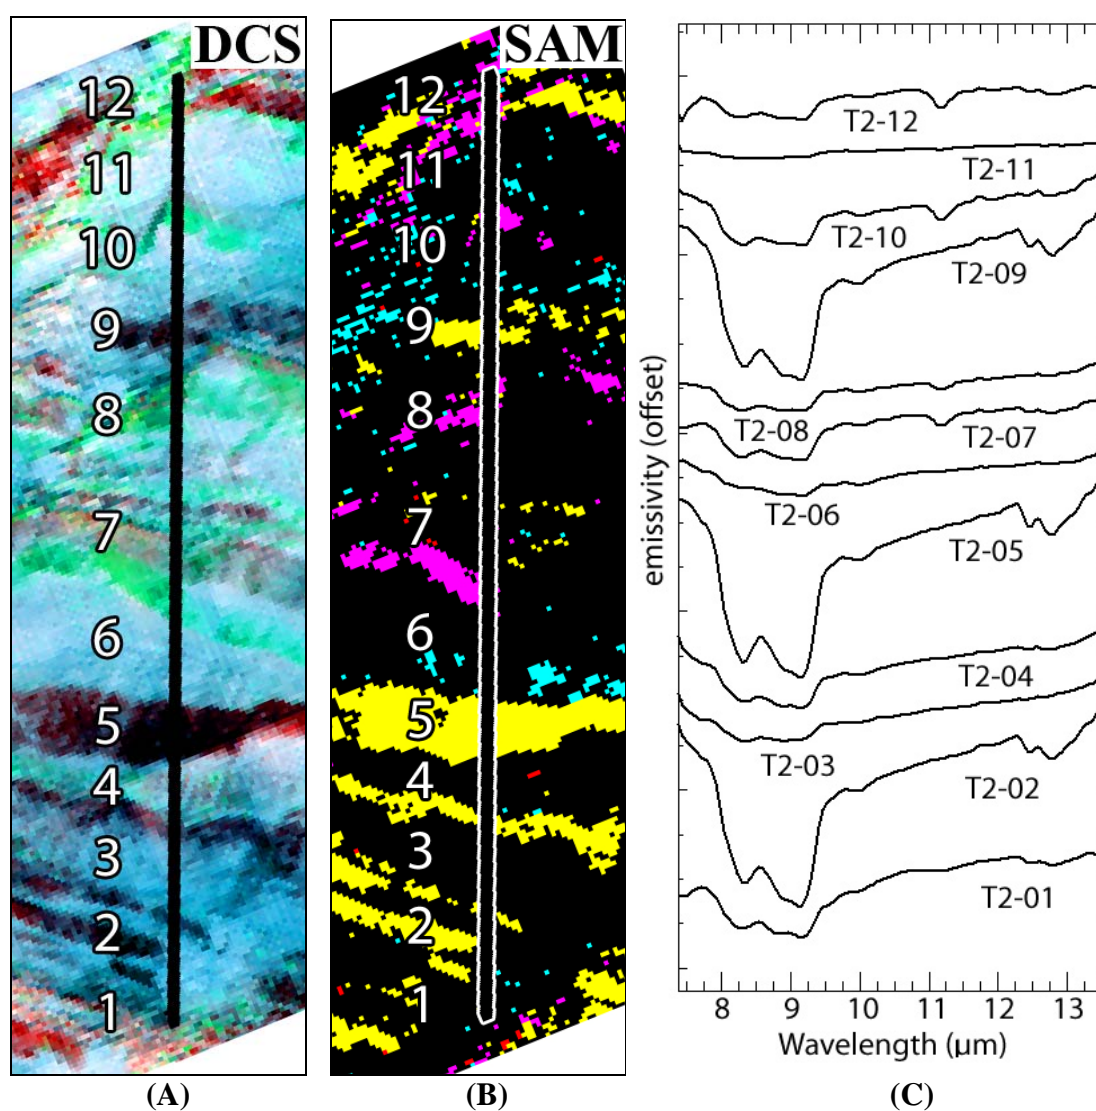 DCS
12
11
10
9
8
7
6
5
4
3
2
1
(A)
SAM
12
11
10
9
8
7
6
5
4
3
2
1
(B)
emissivity (offset)
T2-12
T2-11
T2-10
T2-09
T2-08
T2-07
T2-06
T2-05
T2-04
T2-03
T2-02
T2-01
8 9 10 11 12 13
Wavelength (µm)
(C)